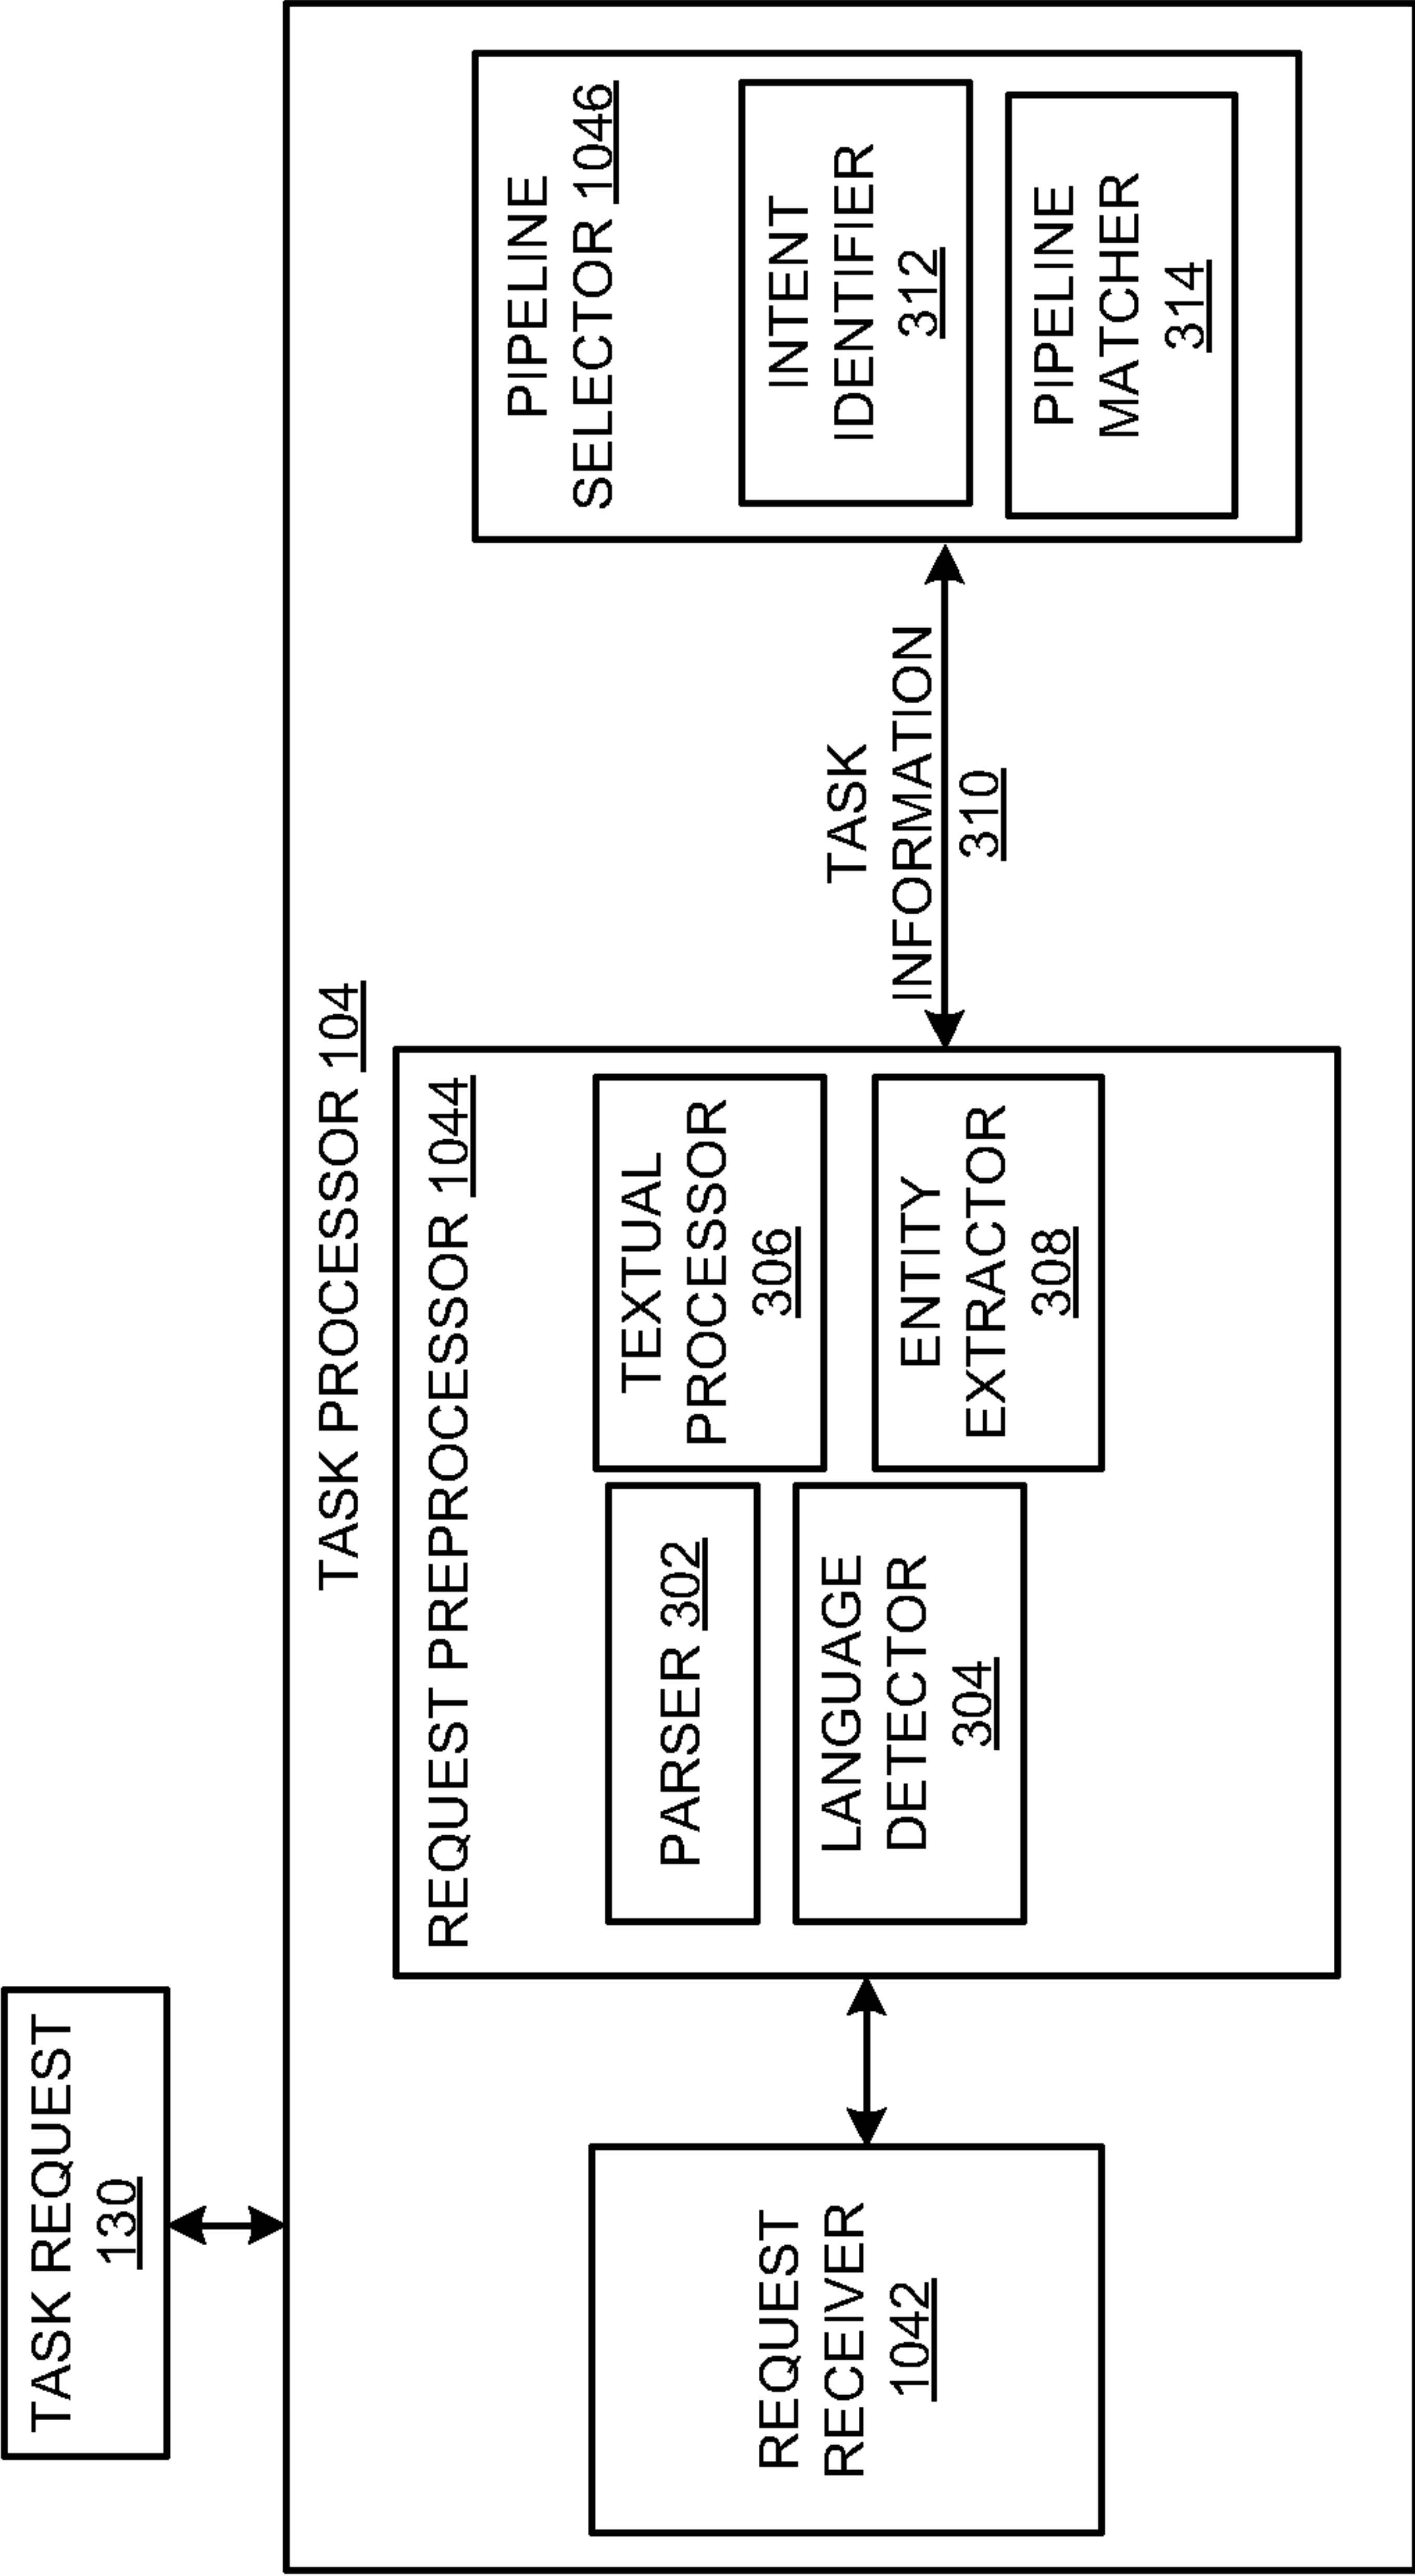 TASK REQUEST
130
TASK PROCESSOR 104
REQUEST
RECEIVER
1042
REQUEST PREPROCESSOR 1044
PARSER 302
LANGUAGE
DETECTOR
304
TEXTUAL
PROCESSOR
306
ENTITY
EXTRACTOR
308
TASK
INFORMATION
310
PIPELINE
SELECTOR 1046
INTENT
IDENTIFIER
312
PIPELINE
MATCHER
314